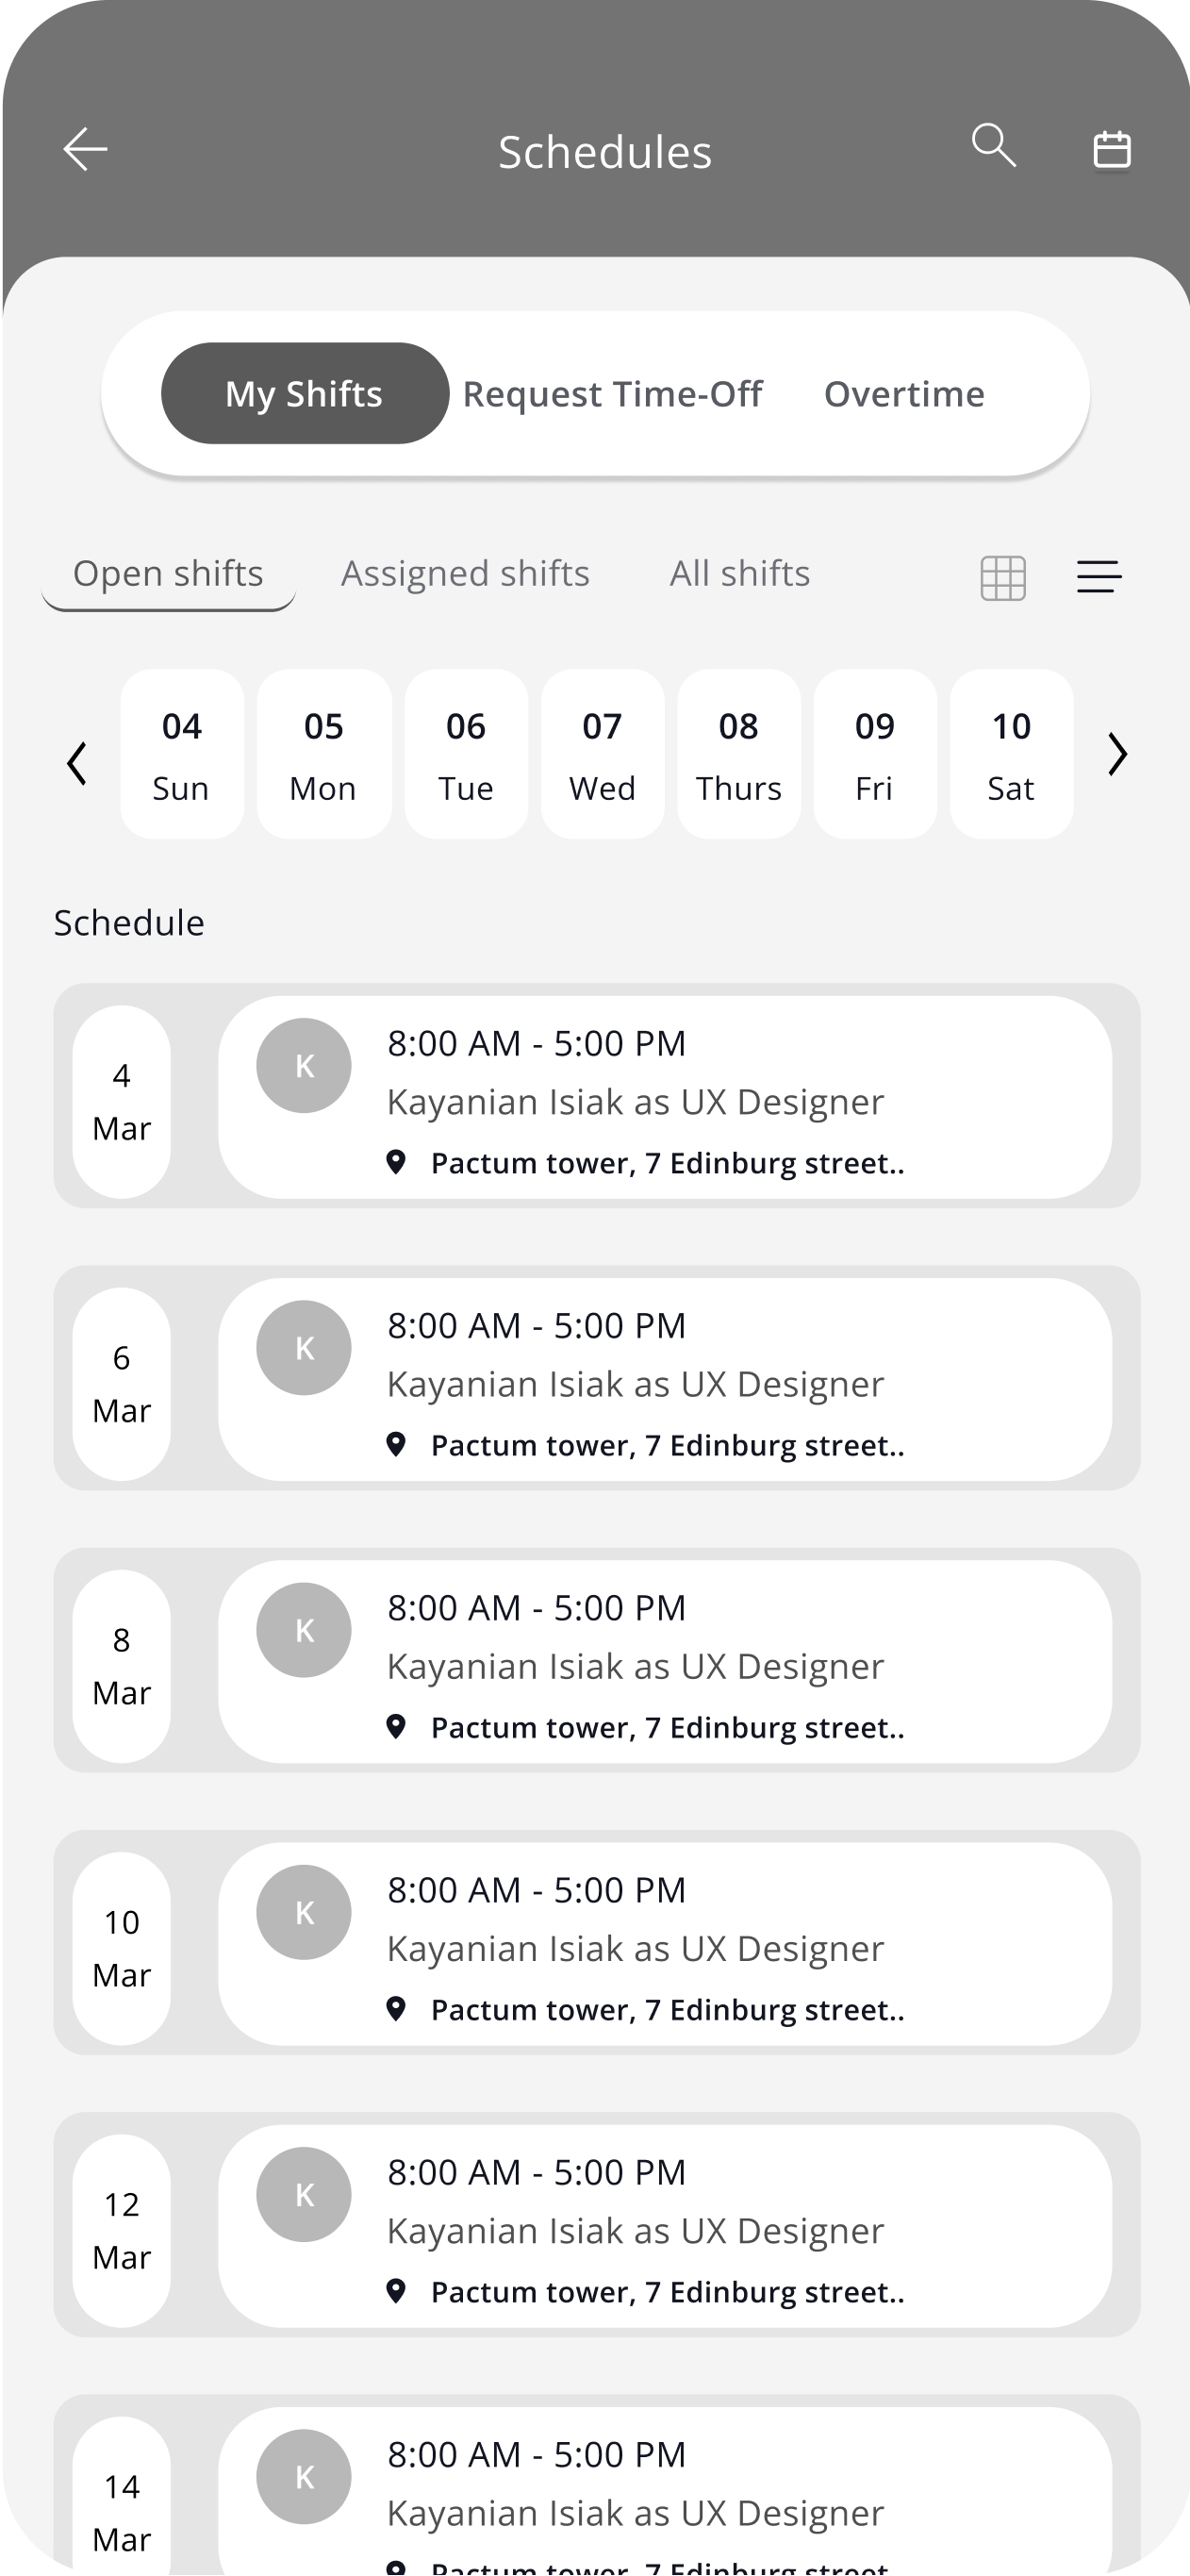 Schedules
My Shifts Request Time-Off Overtime
Open shifts Assigned shifts All shifts
04 05 06 07 08 09 10
Sun Mon Tue Wed Thurs Fri Sat
Schedule
4
Mar
K
8:00 AM - 5:00 PM
Kayanian Isiak as UX Designer
Pactum tower, 7 Edinburg street..
6
Mar
K
8:00 AM - 5:00 PM
Kayanian Isiak as UX Designer
Pactum tower, 7 Edinburg street..
8
Mar
K
8:00 AM - 5:00 PM
Kayanian Isiak as UX Designer
Pactum tower, 7 Edinburg street..
10
Mar
K
8:00 AM - 5:00 PM
Kayanian Isiak as UX Designer
Pactum tower, 7 Edinburg street..
12
Mar
K
8:00 AM - 5:00 PM
Kayanian Isiak as UX Designer
Pactum tower, 7 Edinburg street..
14
Mar
K
8:00 AM - 5:00 PM
Kayanian Isiak as UX Designer
Pactum tower, 7 Edinburg street